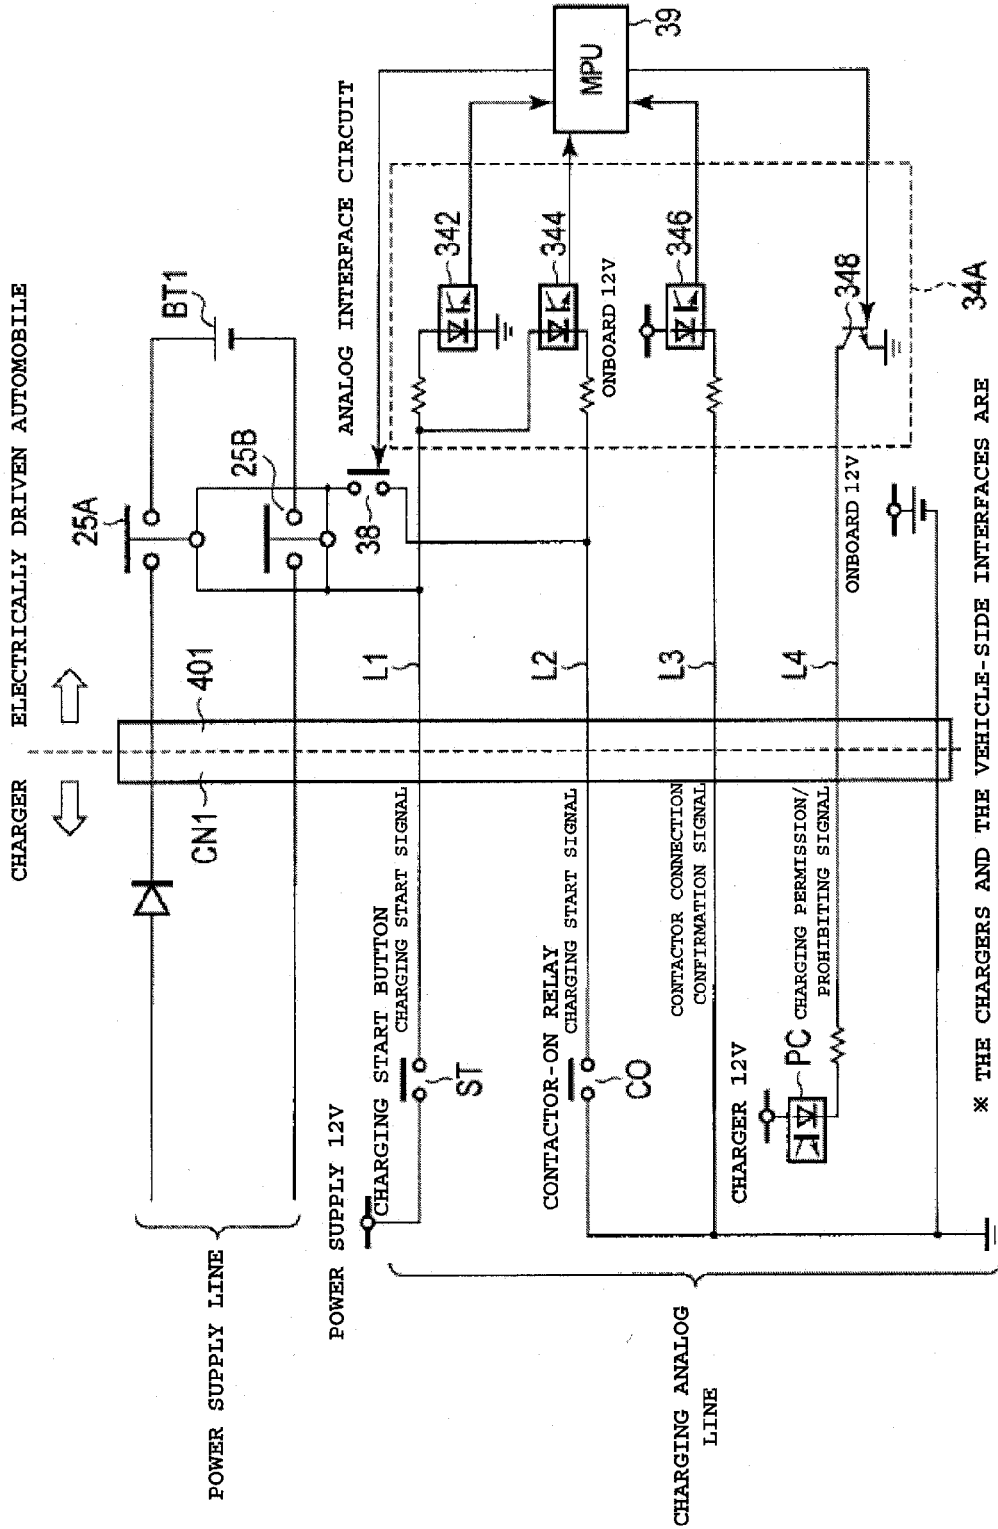 CHARGER
ELECTRICALLY DRIVEN AUTOMOBILE
POWER SUPPLY LINE
CN1
401
25A
25B
BT1
POWER SUPPLY 12V
CHARGING START BUTTON
CHARGING START SIGNAL
ST
L1
38
ANALOG INTERFACE CIRCUIT
342
MPU
39
CONTACTOR-ON RELAY
CHARGING START SIGNAL
CO
L2
344
ONBOARD 12V
CONTACTOR CONNECTION
CONFIRMATION SIGNAL
L3
346
CHARGER 12V
PC
CHARGING PERMISSION/
PROHIBITING SIGNAL
L4
ONBOARD 12V
348
34A
CHARGING ANALOG
LINE
※ THE CHARGERS AND THE VEHICLE-SIDE INTERFACES ARE